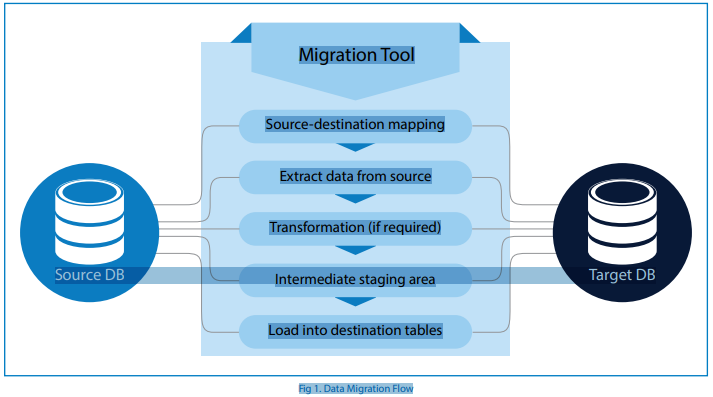 Migration Tool
Source-destination mapping
Extract data from source
Transformation (if required)
Intermediate staging area
Load into destination tables
Source DB
Target DB
Fig 1. Data Migration Flow